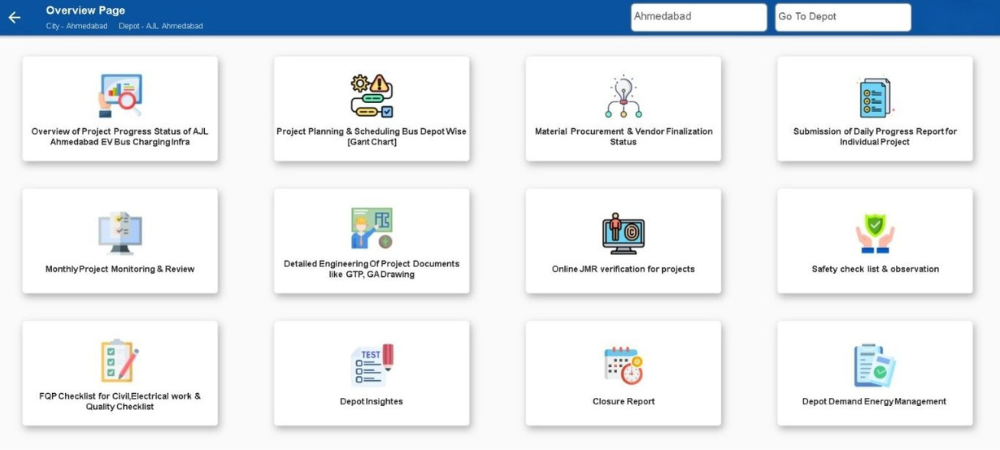 Overview Page
City - Ahmedabad Depot - AJL Ahmedabad
Ahmedabad
Go To Depot
Overview of Project Progress Status of AJL
Ahmedabad EV Bus Charging Infra
Project Planning & Scheduling Bus Depot Wise
[Gant Chart]
Material Procurement & Vendor Finalization
Status
Submission of Daily Progress Report for
Individual Project
Monthly Project Monitoring & Review
Detailed Engineering Of Project Documents
like GTP, GA Drawing
Online JMR verification for projects
Safety check list & observation
FQP Checklist for Civil,Electrical work &
Quality Checklist
TEST
Depot Insightes
Closure Report
Depot Demand Energy Management